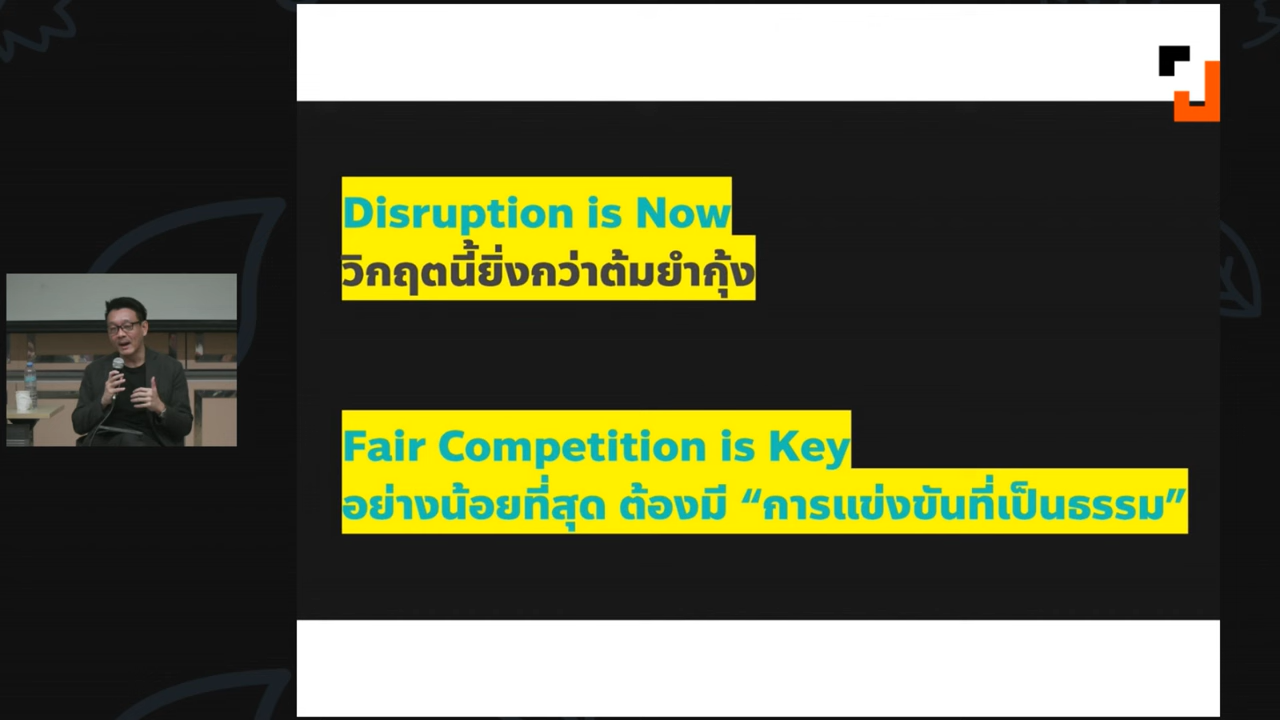 Disruption is Now
วิกฤตนี้ยิ่งกว่าต้มยำกุ้ง
Fair Competition is Key
อย่างน้อยที่สุด ต้องมี “การแข่งขันที่เป็นธรรม”